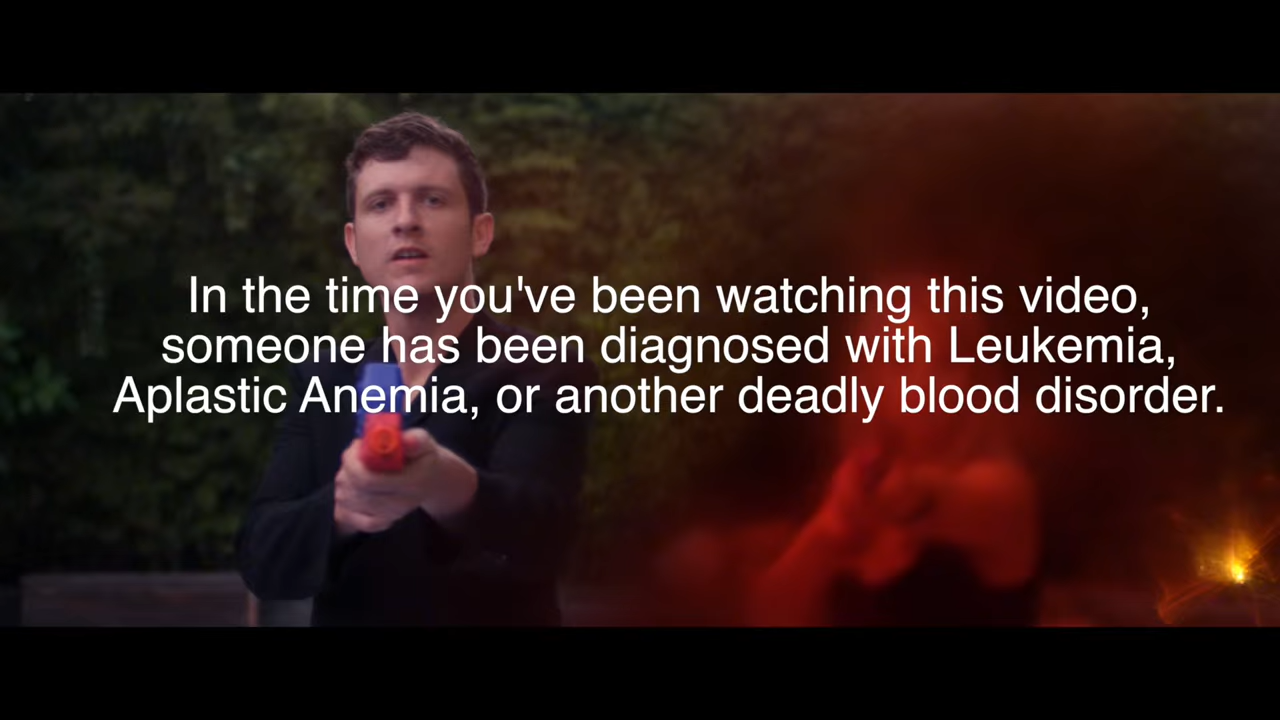 In the time you've been watching this video,
someone has been diagnosed with Leukemia,
Aplastic Anemia, or another deadly blood disorder.